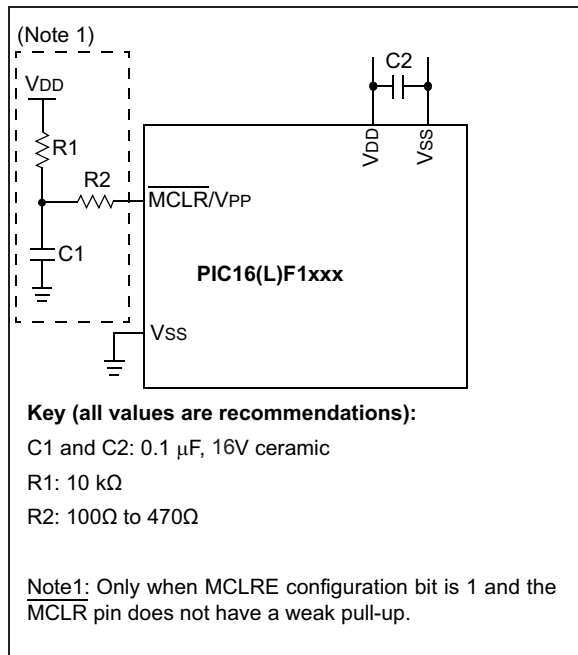 (Note 1)
VDD
R1
R2
C1
C2
VDD
VSS
MCLR/VPP
PIC16(L)F1xxx
VSS
Key (all values are recommendations):
C1 and C2: 0.1 μF, 16V ceramic
R1: 10 kΩ
R2: 100Ω to 470Ω
Note1: Only when MCLRE configuration bit is 1 and the
MCLR pin does not have a weak pull-up.